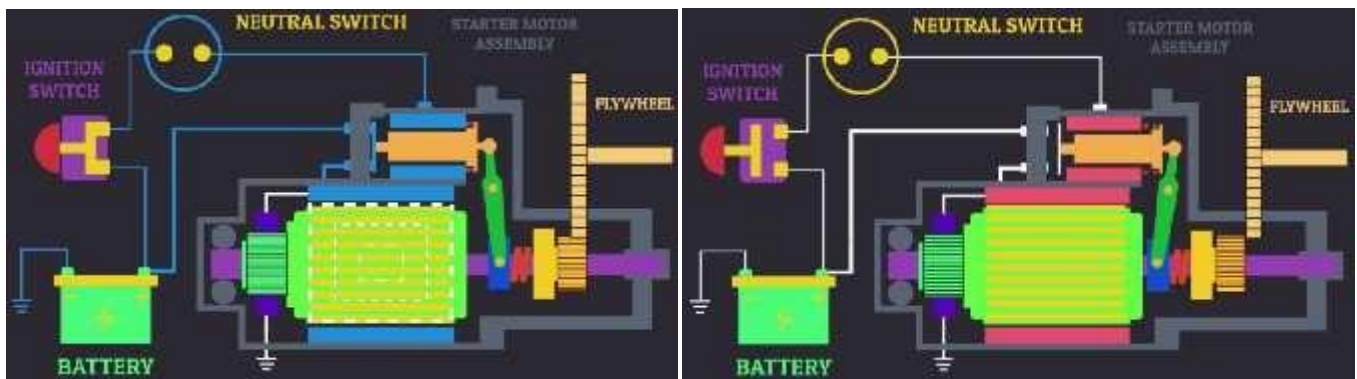 NEUTRAL SWITCH
STARTER MOTOR
ASSEMBLY
IGNITION
SWITCH
FLYWHEEL
BATTERY
NEUTRAL SWITCH
STARTER MOTOR
ASSEMBLY
IGNITION
SWITCH
FLYWHEEL
BATTERY